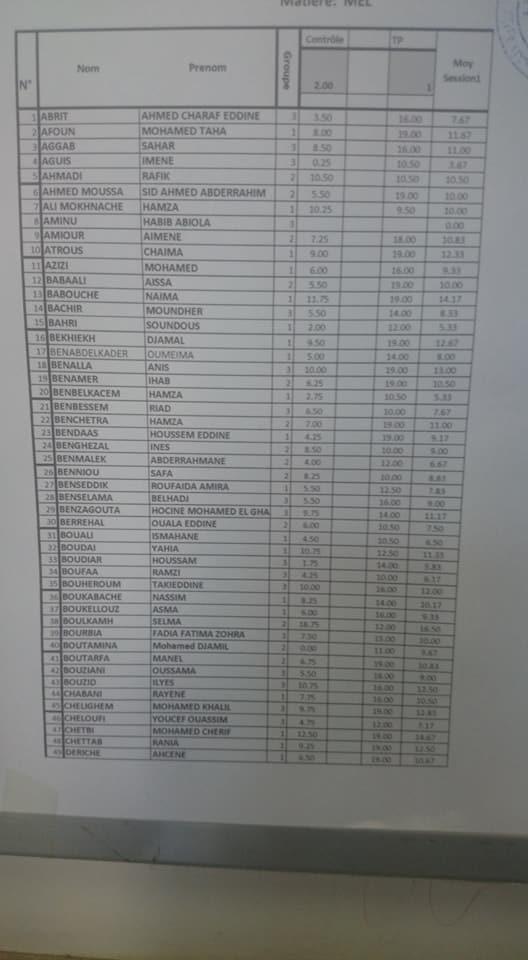 Matière: MEL
N° Nom Prenom Groupe Contrôle TP Moy Session1
2.00 1
1 ABRIT AHMED CHARAF EDDINE 3 3.50 16.00 7.67
2 AFOUN MOHAMED TAHA 1 8.00 19.00 11.67
3 AGGAB SAHAR 3 8.50 16.00 11.00
4 AGUIS IMENE 3 0.25 10.50 3.67
5 AHMADI RAFIK 2 10.50 10.50 10.50
6 AHMED MOUSSA SID AHMED ABDERRAHIM 2 5.50 19.00 10.00
7 ALI MOKHNACHE HAMZA 1 10.25 9.50 10.00
8 AMINU HABIB ABIOLA 3 0.00
9 AMIOUR AIMENE 2 7.25 18.00 10.83
10 ATROUS CHAIMA 1 9.00 19.00 12.33
11 AZIZI MOHAMED 1 6.00 16.00 9.33
12 BABAALI AISSA 2 5.50 19.00 10.00
13 BABOUCHE NAIMA 1 11.75 19.00 14.17
14 BACHIR MOUNDHER 3 5.50 14.00 8.33
15 BAHRI SOUNDOUS 1 2.00 12.00 5.33
16 BEKHIEKH DJAMAL 1 9.50 19.00 12.67
17 BENABDELKADER OUMEIMA 1 5.00 14.00 8.00
18 BENALLA ANIS 3 10.00 19.00 13.00
19 BENAMER IHAB 2 6.25 19.00 10.50
20 BENBELKACEM HAMZA 1 2.75 10.50 5.33
21 BENBESSEM RIAD 3 6.50 10.00 7.67
22 BENCHETRA HAMZA 2 7.00 19.00 11.00
23 BENDAAS HOUSSEM EDDINE 1 4.25 19.00 9.17
24 BENGHEZAL INES 2 8.50 10.00 9.00
25 BENMALEK ABDERRAHMANE 2 4.00 12.00 6.67
26 BENNIOU SAFA 2 8.25 10.00 8.83
27 BENSEDDIK ROUFAIDA AMIRA 1 5.50 12.50 7.83
28 BENSELAMA BELHADI 3 5.50 16.00 9.00
29 BENZAGOUTA HOCINE MOHAMED EL GHA 3 9.75 14.00 11.17
30 BERREHAL OUALA EDDINE 2 6.00 10.50 7.50
31 BOUALI ISMAHANE 1 4.50 10.50 6.50
32 BOUDAI YAHIA 1 10.75 12.50 11.33
33 BOUDIAR HOUSSAM 3 1.75 14.00 5.83
34 BOUFAA RAMZI 3 4.25 10.00 6.17
35 BOUHEROUM TAKIEDDINE 3 10.00 16.00 12.00
36 BOUKABACHE NASSIM 1 8.25 14.00 10.17
37 BOUKELLOUZ ASMA 1 6.00 16.00 9.33
38 BOULKAMH SELMA 2 18.75 12.00 16.50
39 BOURBIA FADIA FATIMA ZOHRA 3 7.50 15.00 10.00
40 BOUTAMINA Mohamed DJAMIL 2 11.00 9.67
41 BOUTARFA MANEL 2 6.75 19.00 10.83
42 BOUZIANI OUSSAMA 3 5.50 16.00 9.00
43 BOUZID ILYES 3 10.75 16.00 12.50
44 CHABANI RAYENE 1 7.75 16.00 10.50
45 CHELIGHEM MOHAMED KHALIL 3 9.75 19.00 12.83
46 CHELOUFI YOUCEF OUASSIM 3 4.75 12.00 7.17
47 CHETBI MOHAMED CHERIF 1 12.50 19.00 14.67
48 CHETTAB RANIA 1 9.25 19.00 12.50
49 DERICHE AHCENE 1 6.50 19.00 10.67